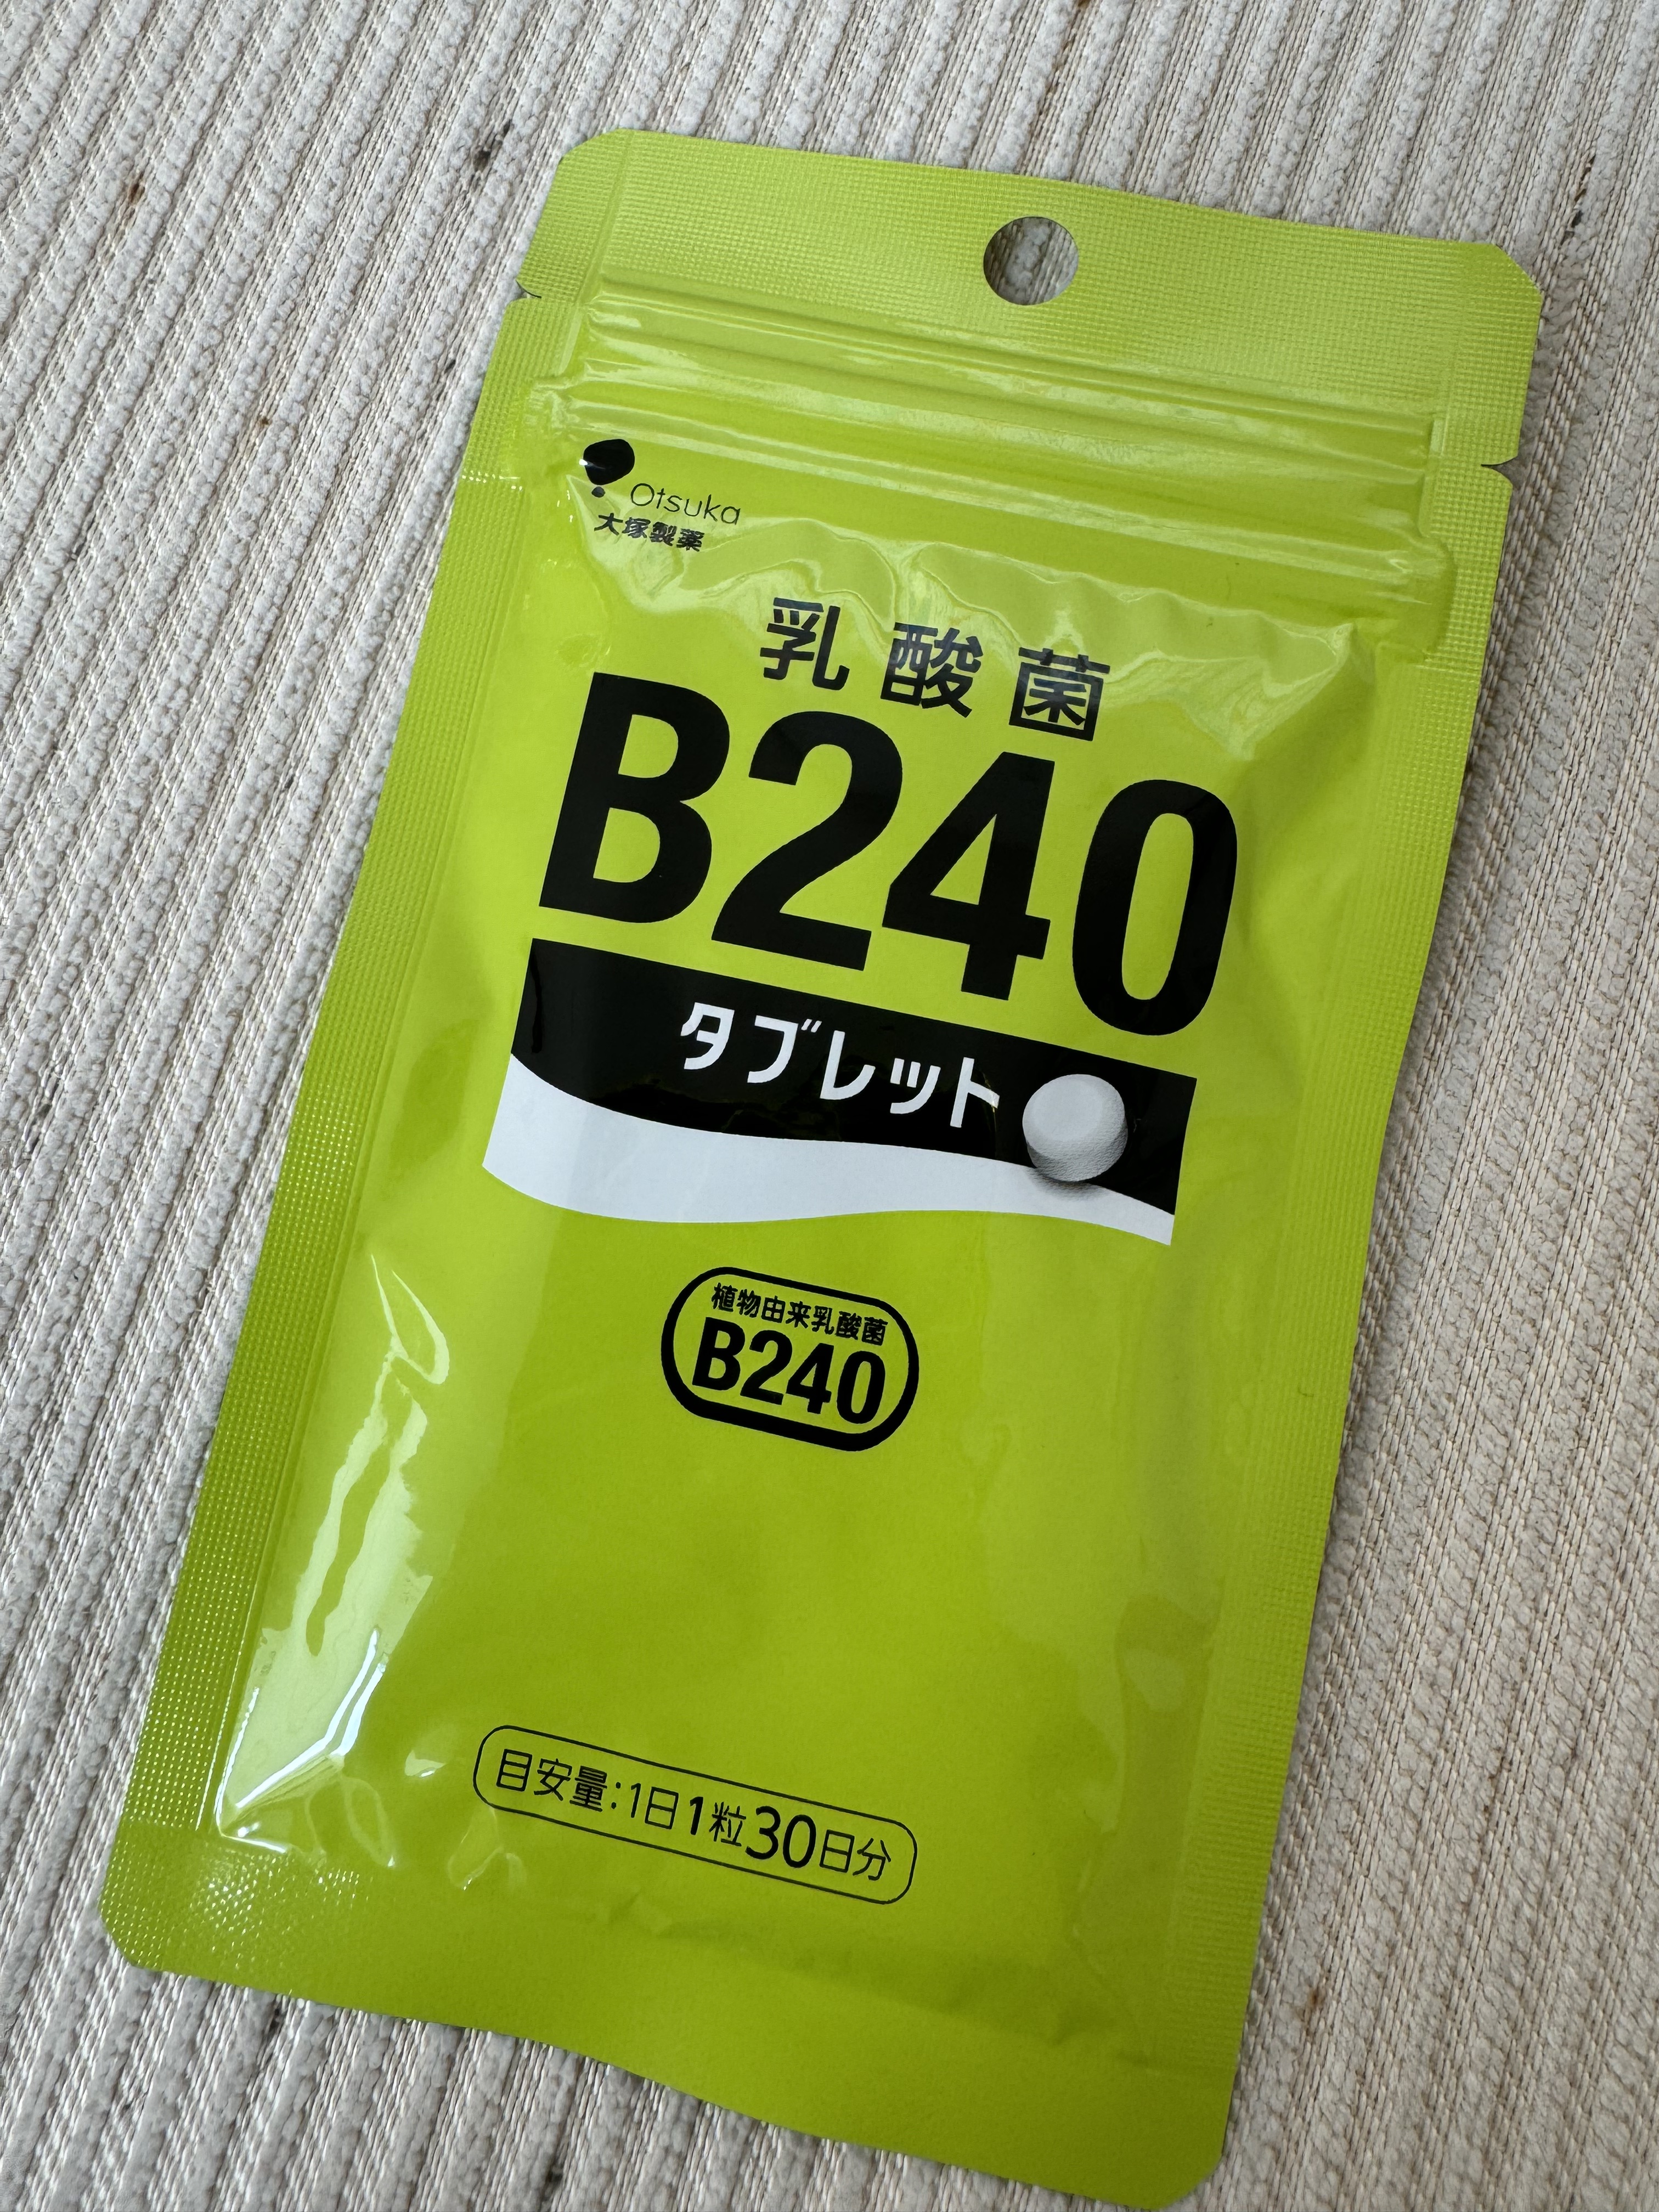 Otsuka
大塚製薬
乳酸菌
B240
タブレット
植物由来乳酸菌
B240
目安量:1日1粒30日分